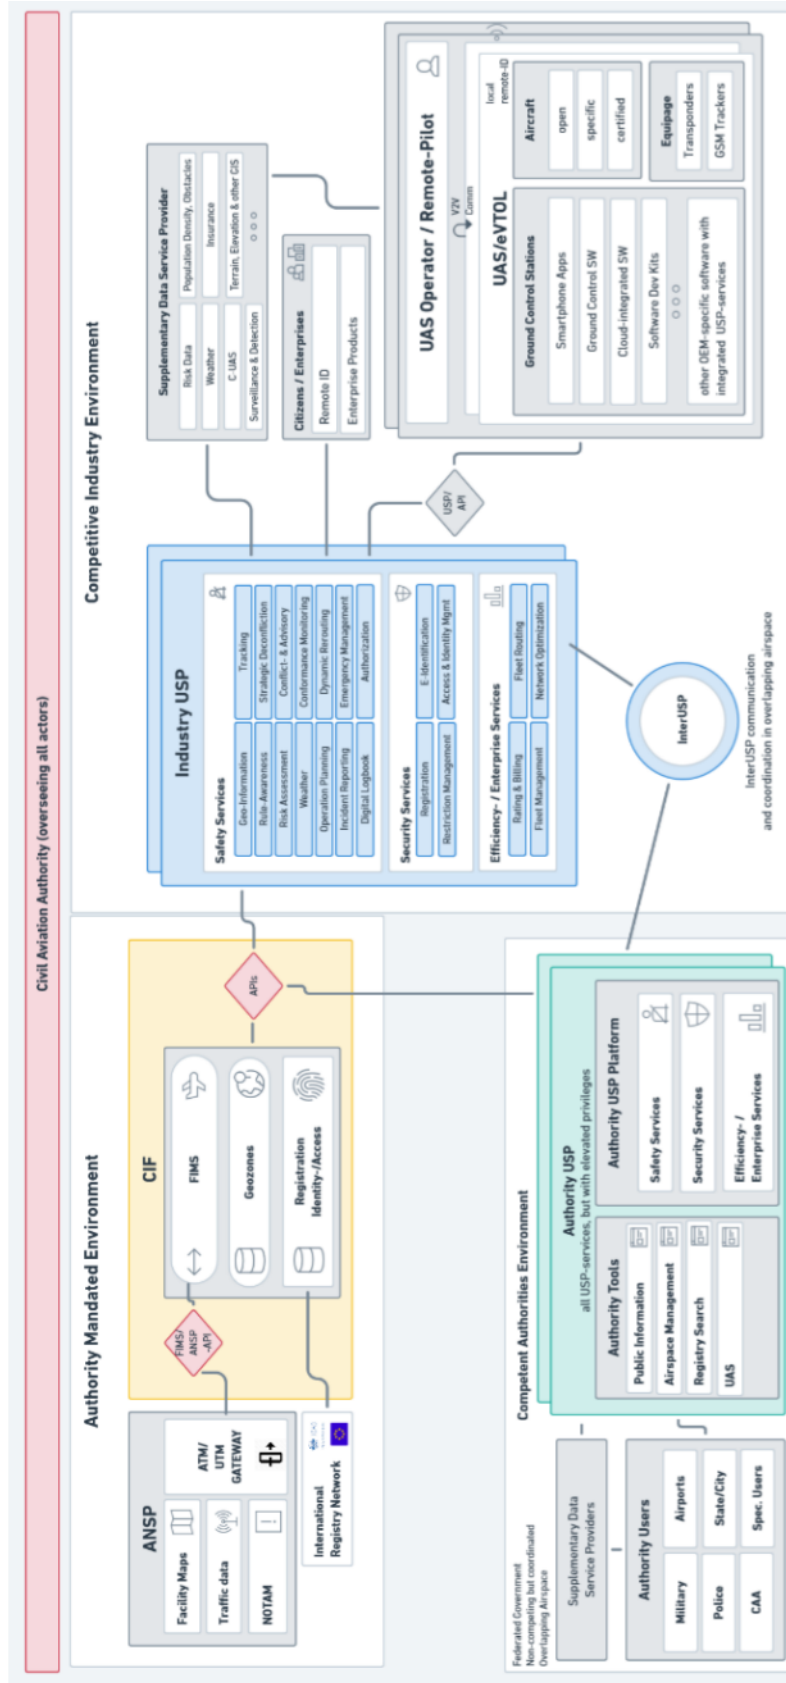 Civil Aviation Authority (overseeing all actors)
Authority Mandated Environment
ANSP
Facility Maps
Traffic data
NOTAM
ATM/
UTM
GATEWAY
International
Registry Network
FIMS/
ANSP
-API
CIF
FIMS
Geozones
Registration
Identity-/Access
APIs
Competitive Industry Environment
Industry USP
Safety Services
Geo-Information
Tracking
Rule-Awareness
Strategic Deconfliction
Risk Assessment
Conflict- & Advisory
Weather
Conformance Monitoring
Operation Planning
Dynamic Rerouting
Incident Reporting
Emergency Management
Digital Logbook
Authorization
Security Services
Registration
E-Identification
Restriction Management
Access & Identity Mgmt
Efficiency- / Enterprise Services
Rating & Billing
Fleet Routing
Fleet Management
Network Optimization
Supplementary Data Service Provider
Risk Data
Population Density, Obstacles
Weather
Insurance
C-UAS
Terrain, Elevation & other GIS
Surveillance & Detection
Citizens / Enterprises
Remote ID
Enterprise Products
USP/
API
UAS Operator / Remote-Pilot
V2V
Comm
local
remote-ID
UAS/eVTOL
Ground Control Stations
Smartphone Apps
Ground Control SW
Cloud-integrated SW
Software Dev Kits
other OEM-specific software with
integrated USP-services
Aircraft
open
specific
certified
Equipage
Transponders
GSM Trackers
InterUSP
InterUSP communication
and coordination in overlapping airspace
Competent Authorities Environment
Federated Government
Non-competing but coordinated
Overlapping Airspace
Supplementary Data
Service Providers
Authority Users
Military
Airports
Police
State/City
CAA
Spec. Users
Authority USP
all USP-services, but with elevated privileges
Authority Tools
Public Information
Airspace Management
Registry Search
UAS
Authority USP Platform
Safety Services
Security Services
Efficiency- /
Enterprise Services